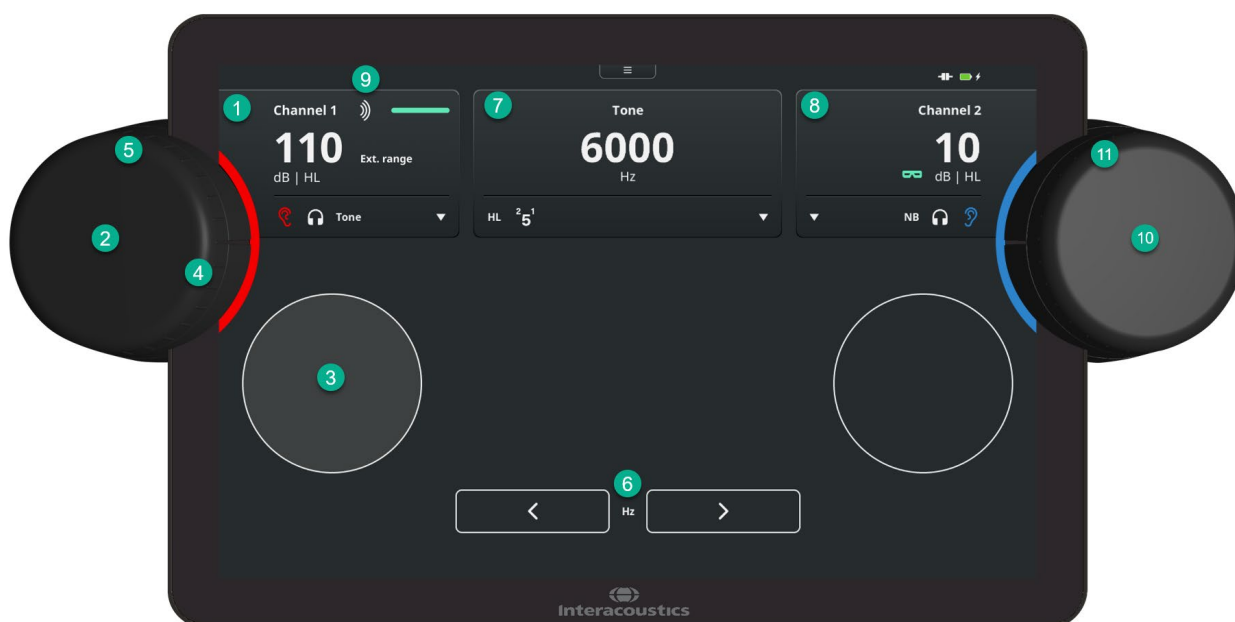 9
1
Channel 1
110 Ext. range
dB | HL
Tone
7
Tone
6000
Hz
HL 2 5 1
8
Channel 2
10
dB | HL
NB
5
2
4
11
10
3
6
Hz
Interacoustics